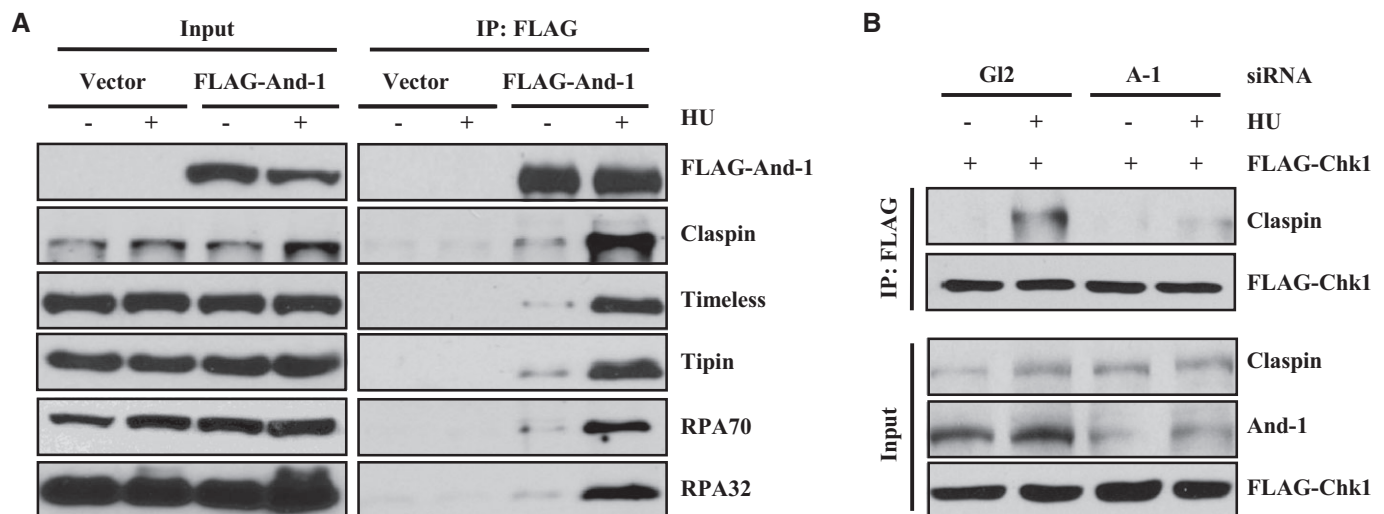 A
Input IP: FLAG
Vector FLAG-And-1 Vector FLAG-And-1
- + - + - + - + HU
FLAG-And-1
Claspin
Timeless
Tipin
RPA70
RPA32
B
Gl2 A-1 siRNA
- + - + HU
+ + + + FLAG-Chk1
IP: FLAG
Claspin
FLAG-Chk1
Input
Claspin
And-1
FLAG-Chk1